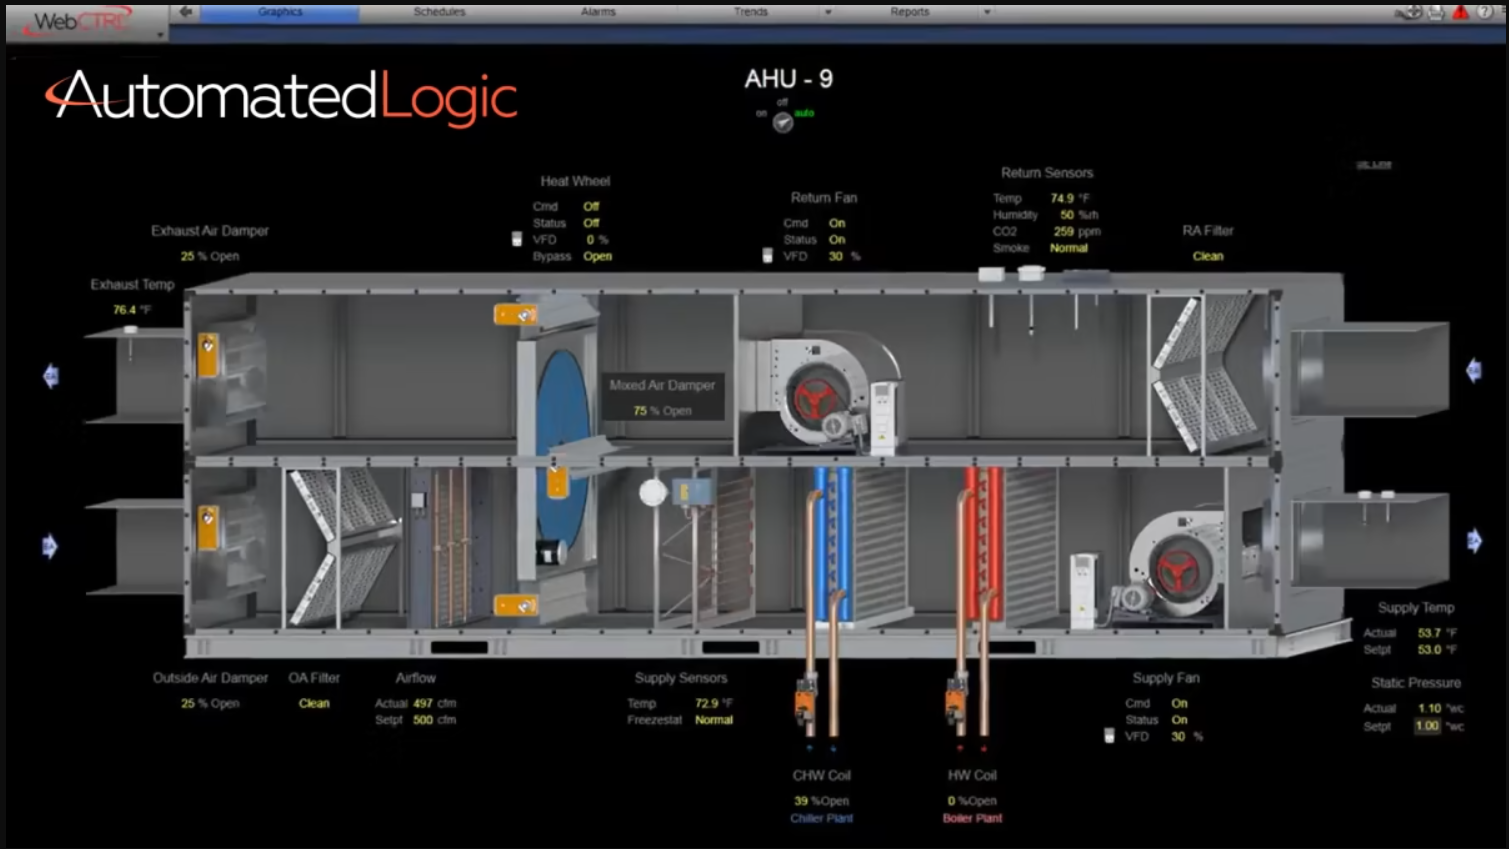 WebCTRL
Graphics
Schedules
Alarms
Trends
Reports
AutomatedLogic
AHU - 9
off
on
auto
Heat Wheel
Cmd Off
Status Off
VFD 0 %
Bypass Open
Return Fan
Cmd On
Status On
VFD 30 %
Return Sensors
Temp 74.9 °F
Humidity 50 %rh
CO2 259 ppm
Smoke Normal
RA Filter
Clean
Exhaust Air Damper
25 % Open
Exhaust Temp
76.4 °F
Mixed Air Damper
75 % Open
Outside Air Damper
25 % Open
OA Filter
Clean
Airflow
Actual 497 cfm
Setpt 500 cfm
Supply Sensors
Temp 72.9 °F
Freezestat Normal
CHW Coil
39 %Open
Chiller Plant
HW Coil
0 %Open
Boiler Plant
Supply Fan
Cmd On
Status On
VFD 30 %
Supply Temp
Actual 53.7 °F
Setpt 53.0 °F
Static Pressure
Actual 1.10 "wc
Setpt 1.00 "wc